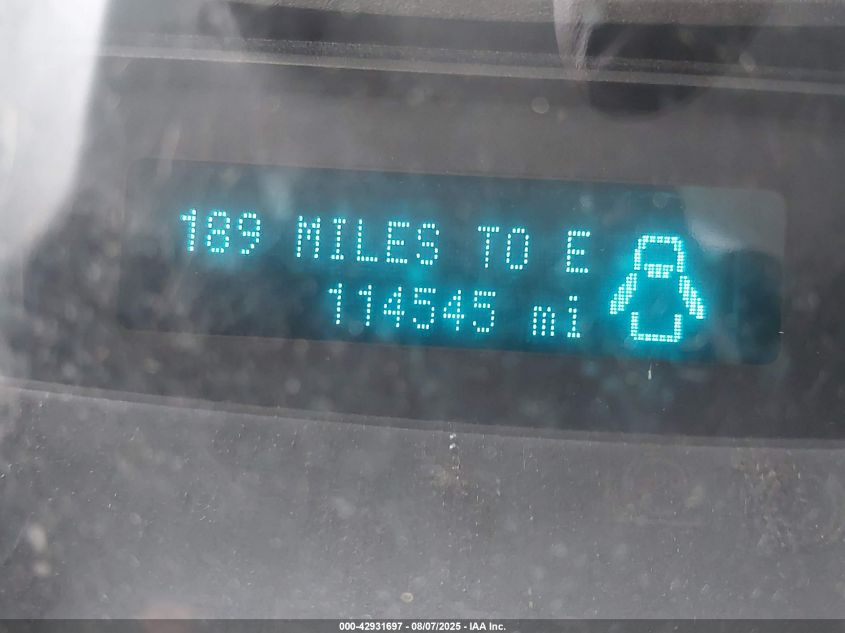 189 MILES TO E
114545 mi
000-42931697 - 08/07/2025 - IAA Inc.